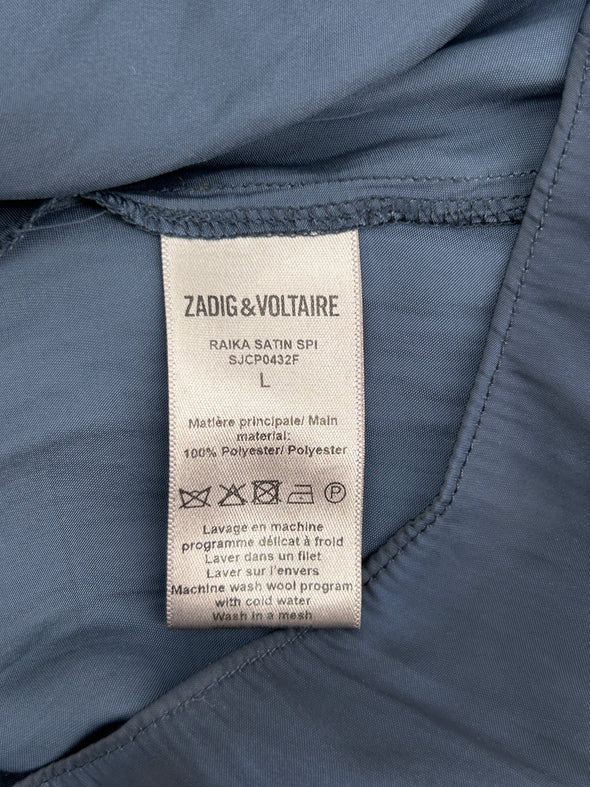 ZADIG&VOLTAIRE
RAIKA SATIN SPI
SJCP0432F
L
Matière principale/ Main
material:
100% Polyester/ Polyester
P
Lavage en machine
programme délicat à froid
Laver dans un filet
Laver sur l'envers
Machine wash wool program
with cold water
Wash in a mesh